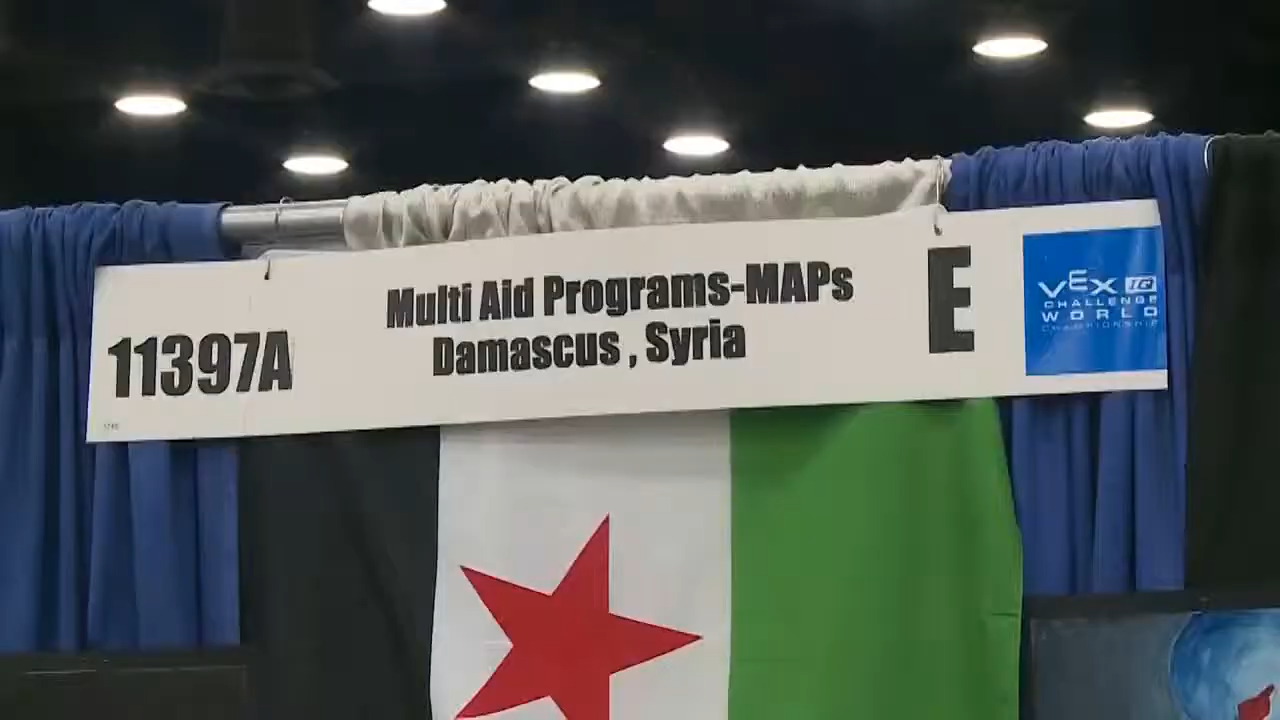 11397A
Multi Aid Programs-MAPs
Damascus , Syria
E
VEX IQ
CHALLENGE
WORLD
CHAMPIONSHIP